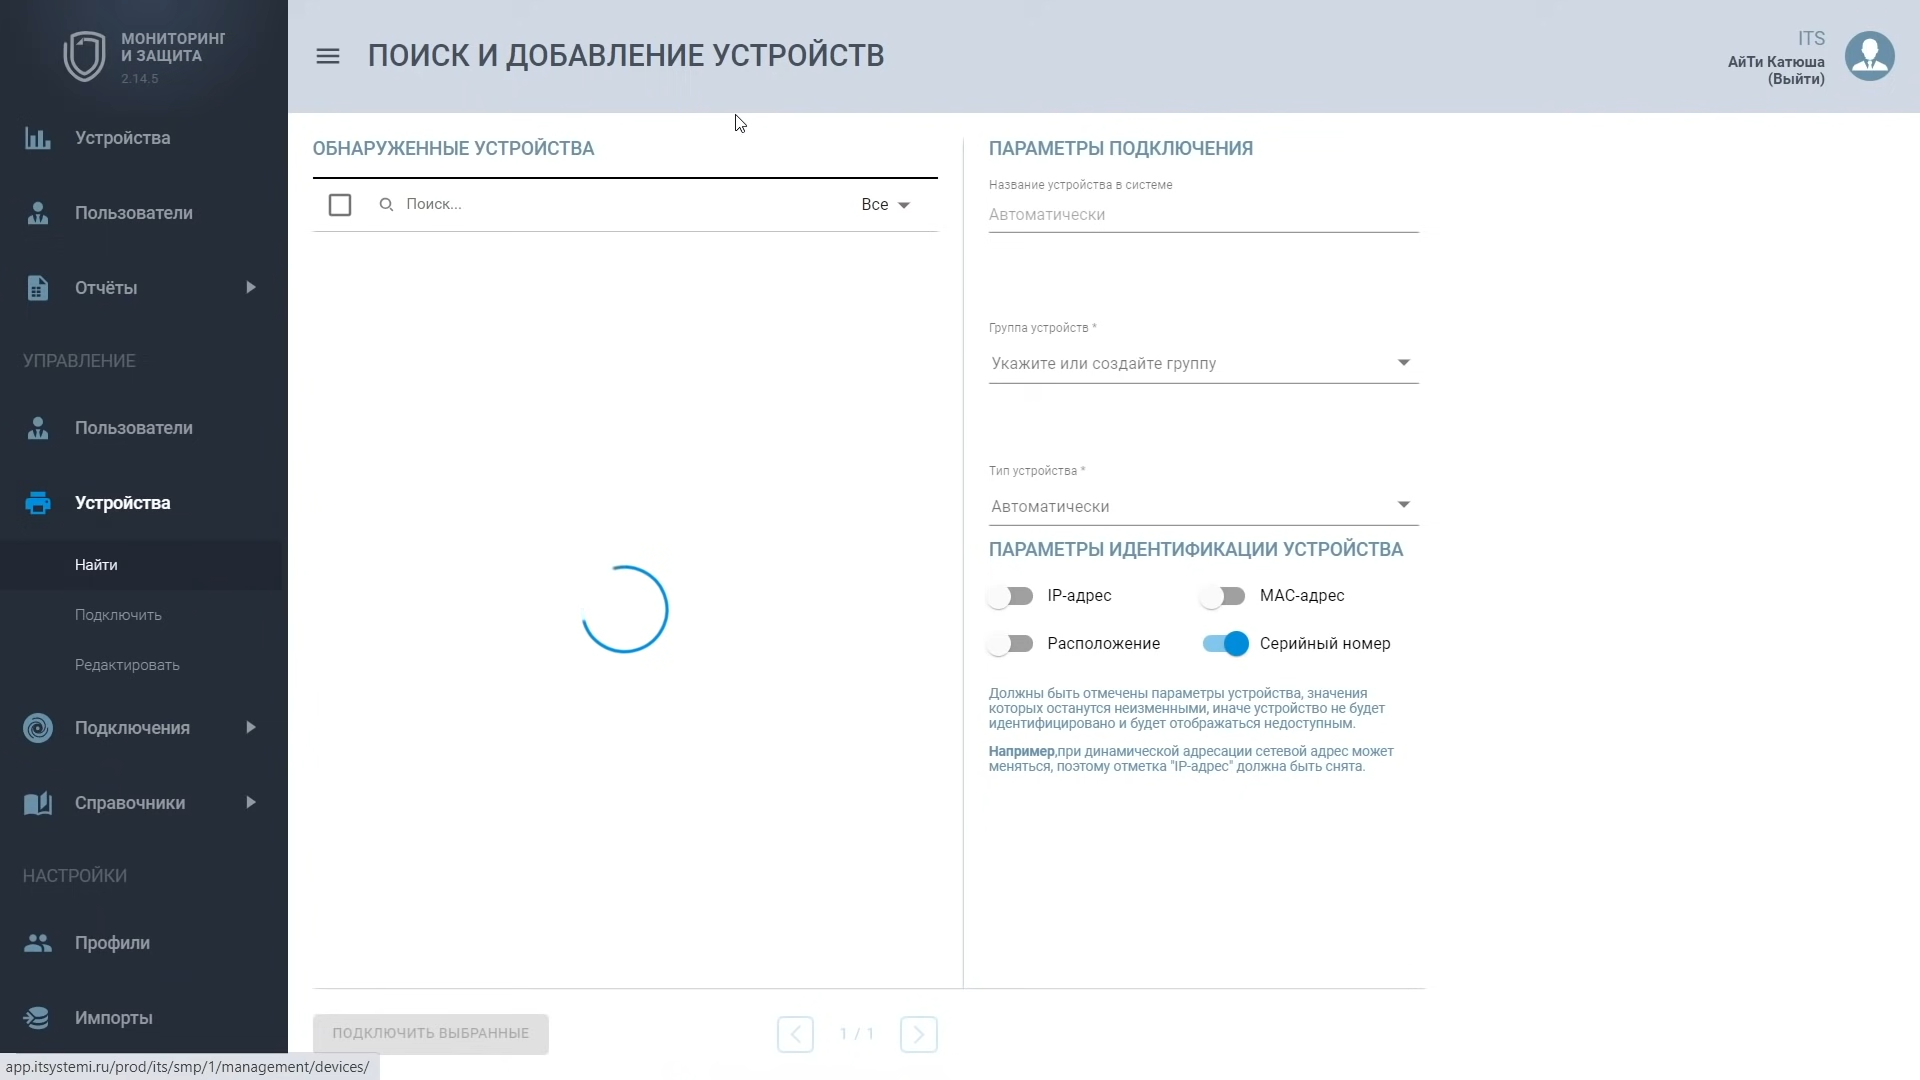 МОНИТОРИНГ
И ЗАЩИТА
2.14.5
Устройства
Пользователи
Отчёты
УПРАВЛЕНИЕ
Пользователи
Устройства
Найти
Подключить
Редактировать
Подключения
Справочники
НАСТРОЙКИ
Профили
Импорты
app.itsystemi.ru/prod/its/smp/1/management/devices/
ПОИСК И ДОБАВЛЕНИЕ УСТРОЙСТВ
ITS
АйТи Катюша
(Выйти)
ОБНАРУЖЕННЫЕ УСТРОЙСТВА
Поиск...
Все
ПОДКЛЮЧИТЬ ВЫБРАННЫЕ
1 / 1
ПАРАМЕТРЫ ПОДКЛЮЧЕНИЯ
Название устройства в системе
Автоматически
Группа устройств *
Укажите или создайте группу
Тип устройства *
Автоматически
ПАРАМЕТРЫ ИДЕНТИФИКАЦИИ УСТРОЙСТВА
IP-адрес
MAC-адрес
Расположение
Серийный номер
Должны быть отмечены параметры устройства, значения
которых останутся неизменными, иначе устройство не будет
идентифицировано и будет отображаться недоступным.
Например,при динамической адресации сетевой адрес может
меняться, поэтому отметка "IP-адрес" должна быть снята.